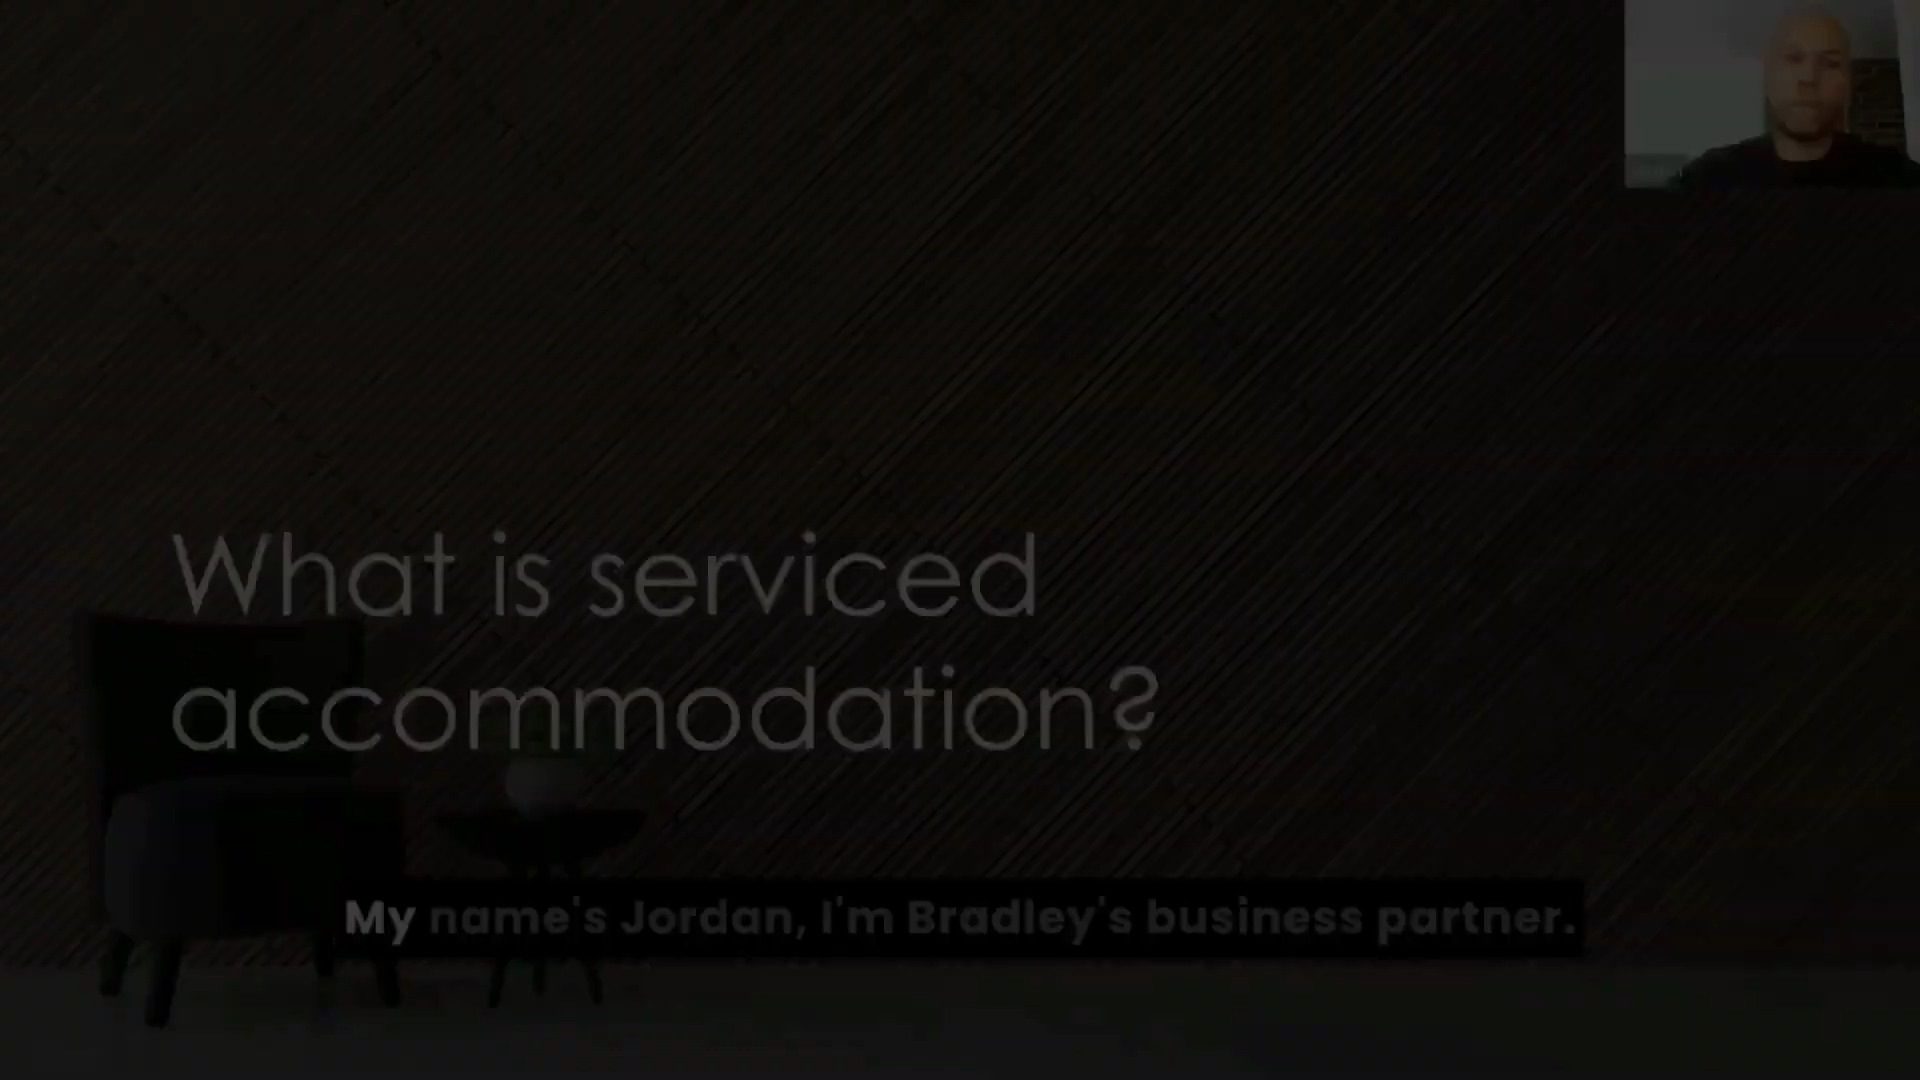 What is serviced
accommodation?
My name's Jordan, I'm Bradley's business partner.